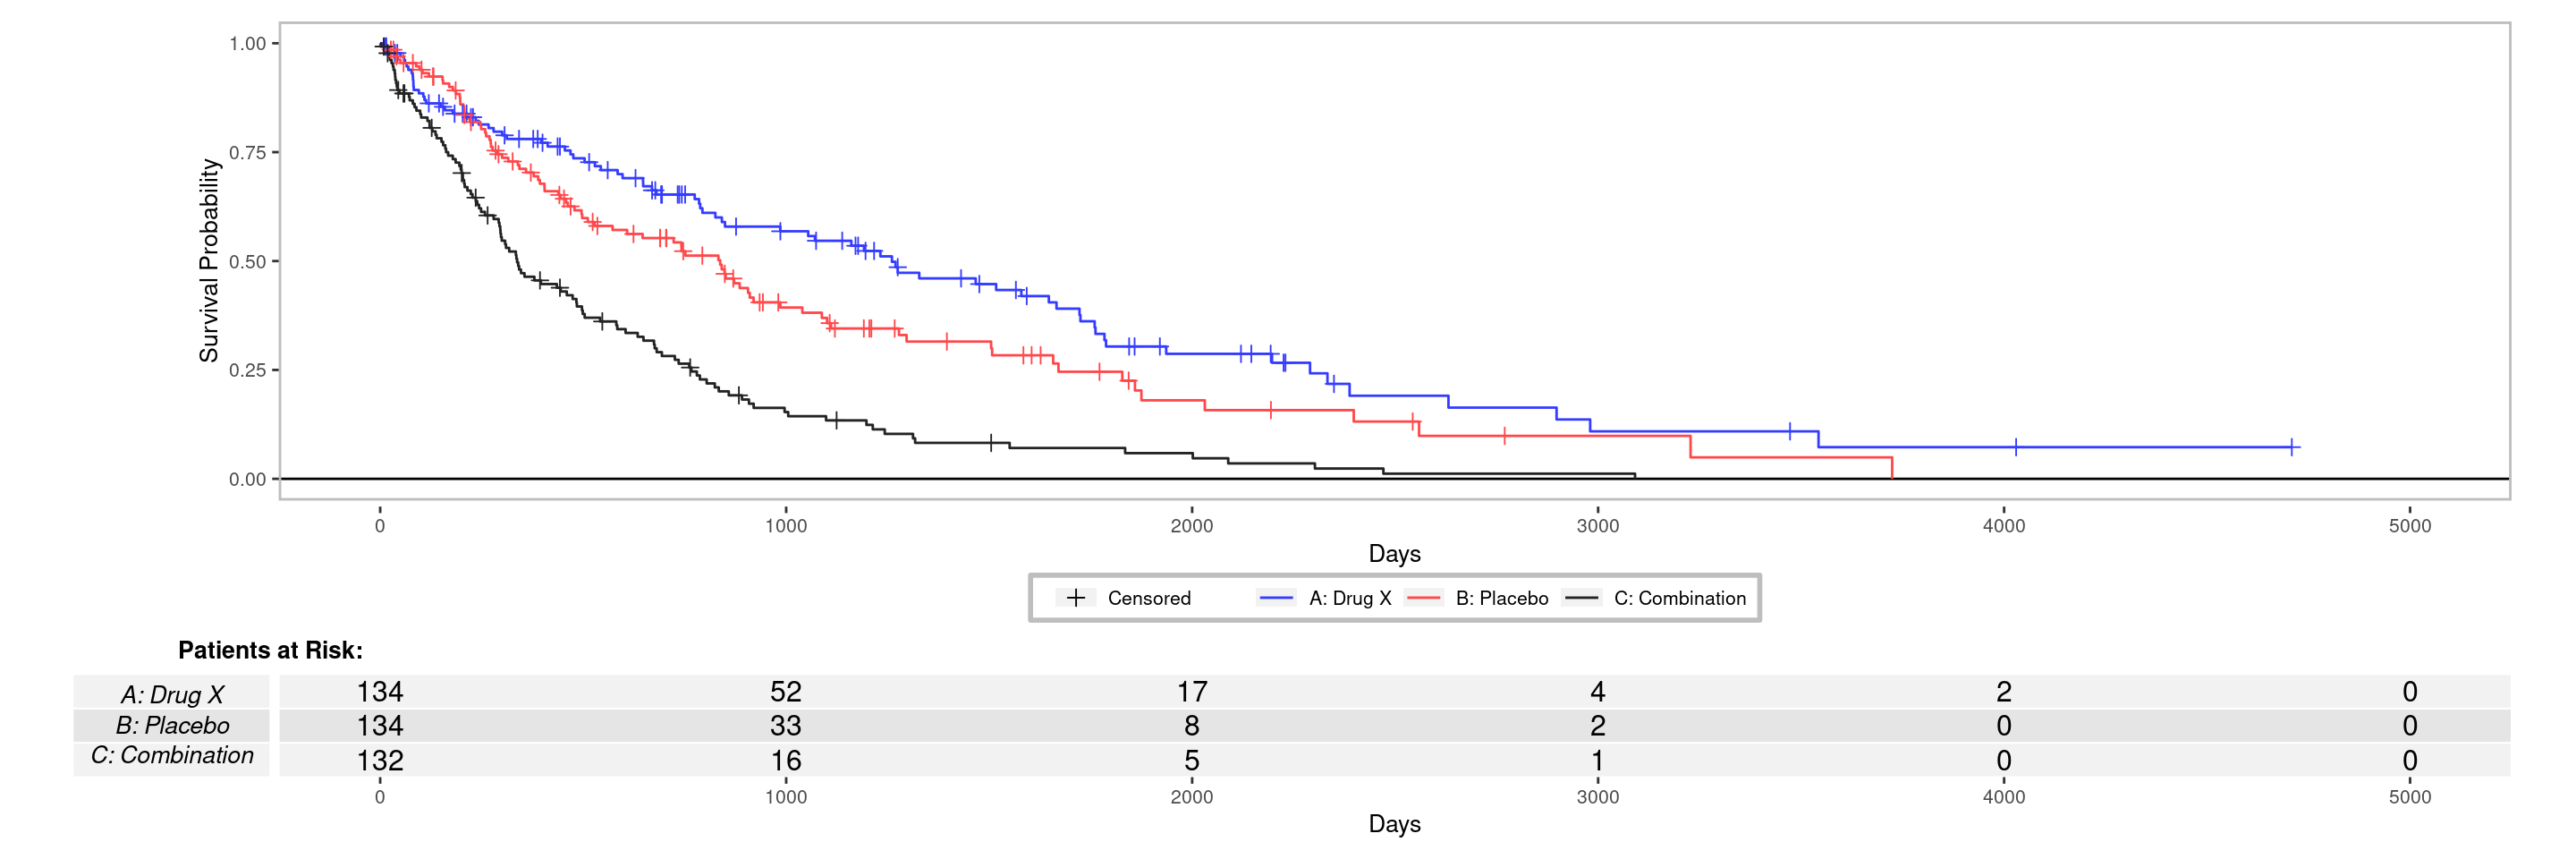 1.00
0.75
0.50
0.25
0.00
Survival Probability
0 1000 2000 3000 4000 5000
Days
Censored A: Drug X B: Placebo C: Combination
Patients at Risk:
A: Drug X 134 52 17 4 2 0
B: Placebo 134 33 8 2 0 0
C: Combination 132 16 5 1 0 0
0 1000 2000 3000 4000 5000
Days